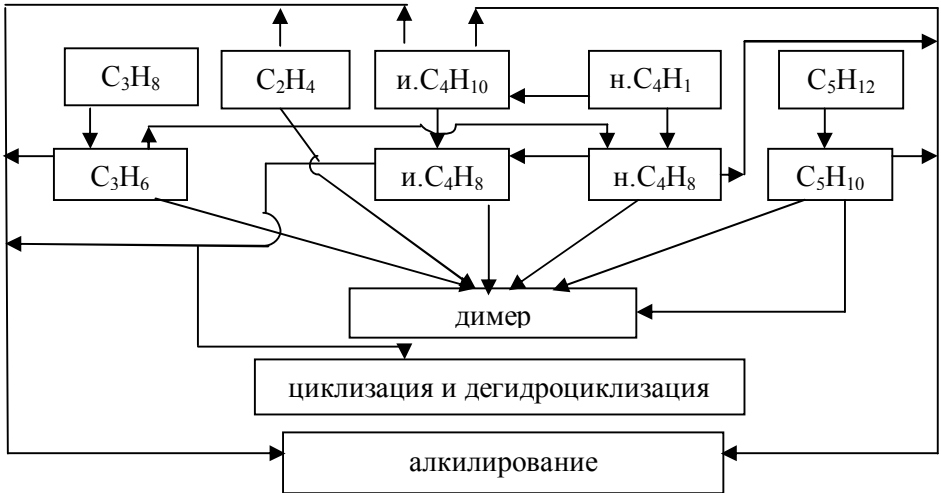 C₃H₈
C₂H₄
и.C₄H₁₀
н.C₄H₁
C₅H₁₂
C₃H₆
и.C₄H₈
н.C₄H₈
C₅H₁₀
димер
циклизация и дегидроциклизация
алкилирование